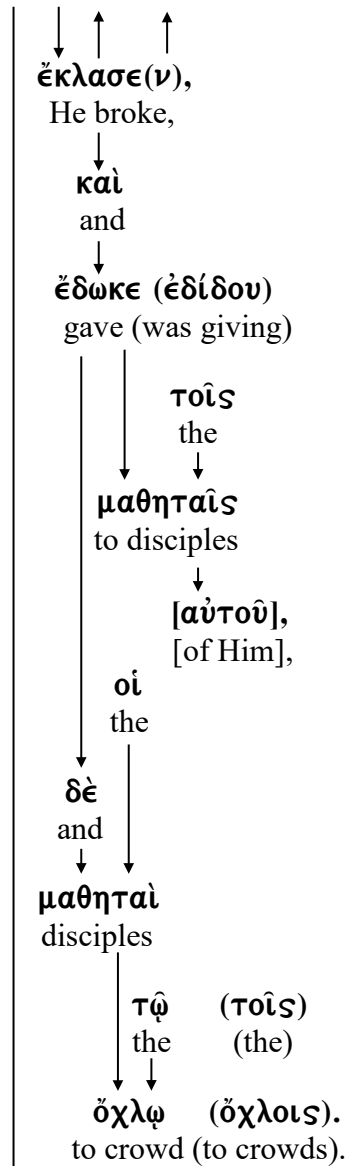 ἔκλασε(ν),
He broke,
καὶ
and
ἔδωκε (ἐδίδου)
gave (was giving)
τοῖς
the
μαθηταῖς
to disciples
[αὐτοῦ],
[of Him],
οἱ
the
δὲ
and
μαθηταὶ
disciples
τῷ (τοῖς)
the (the)
ὄχλῳ (ὄχλοις).
to crowd (to crowds).